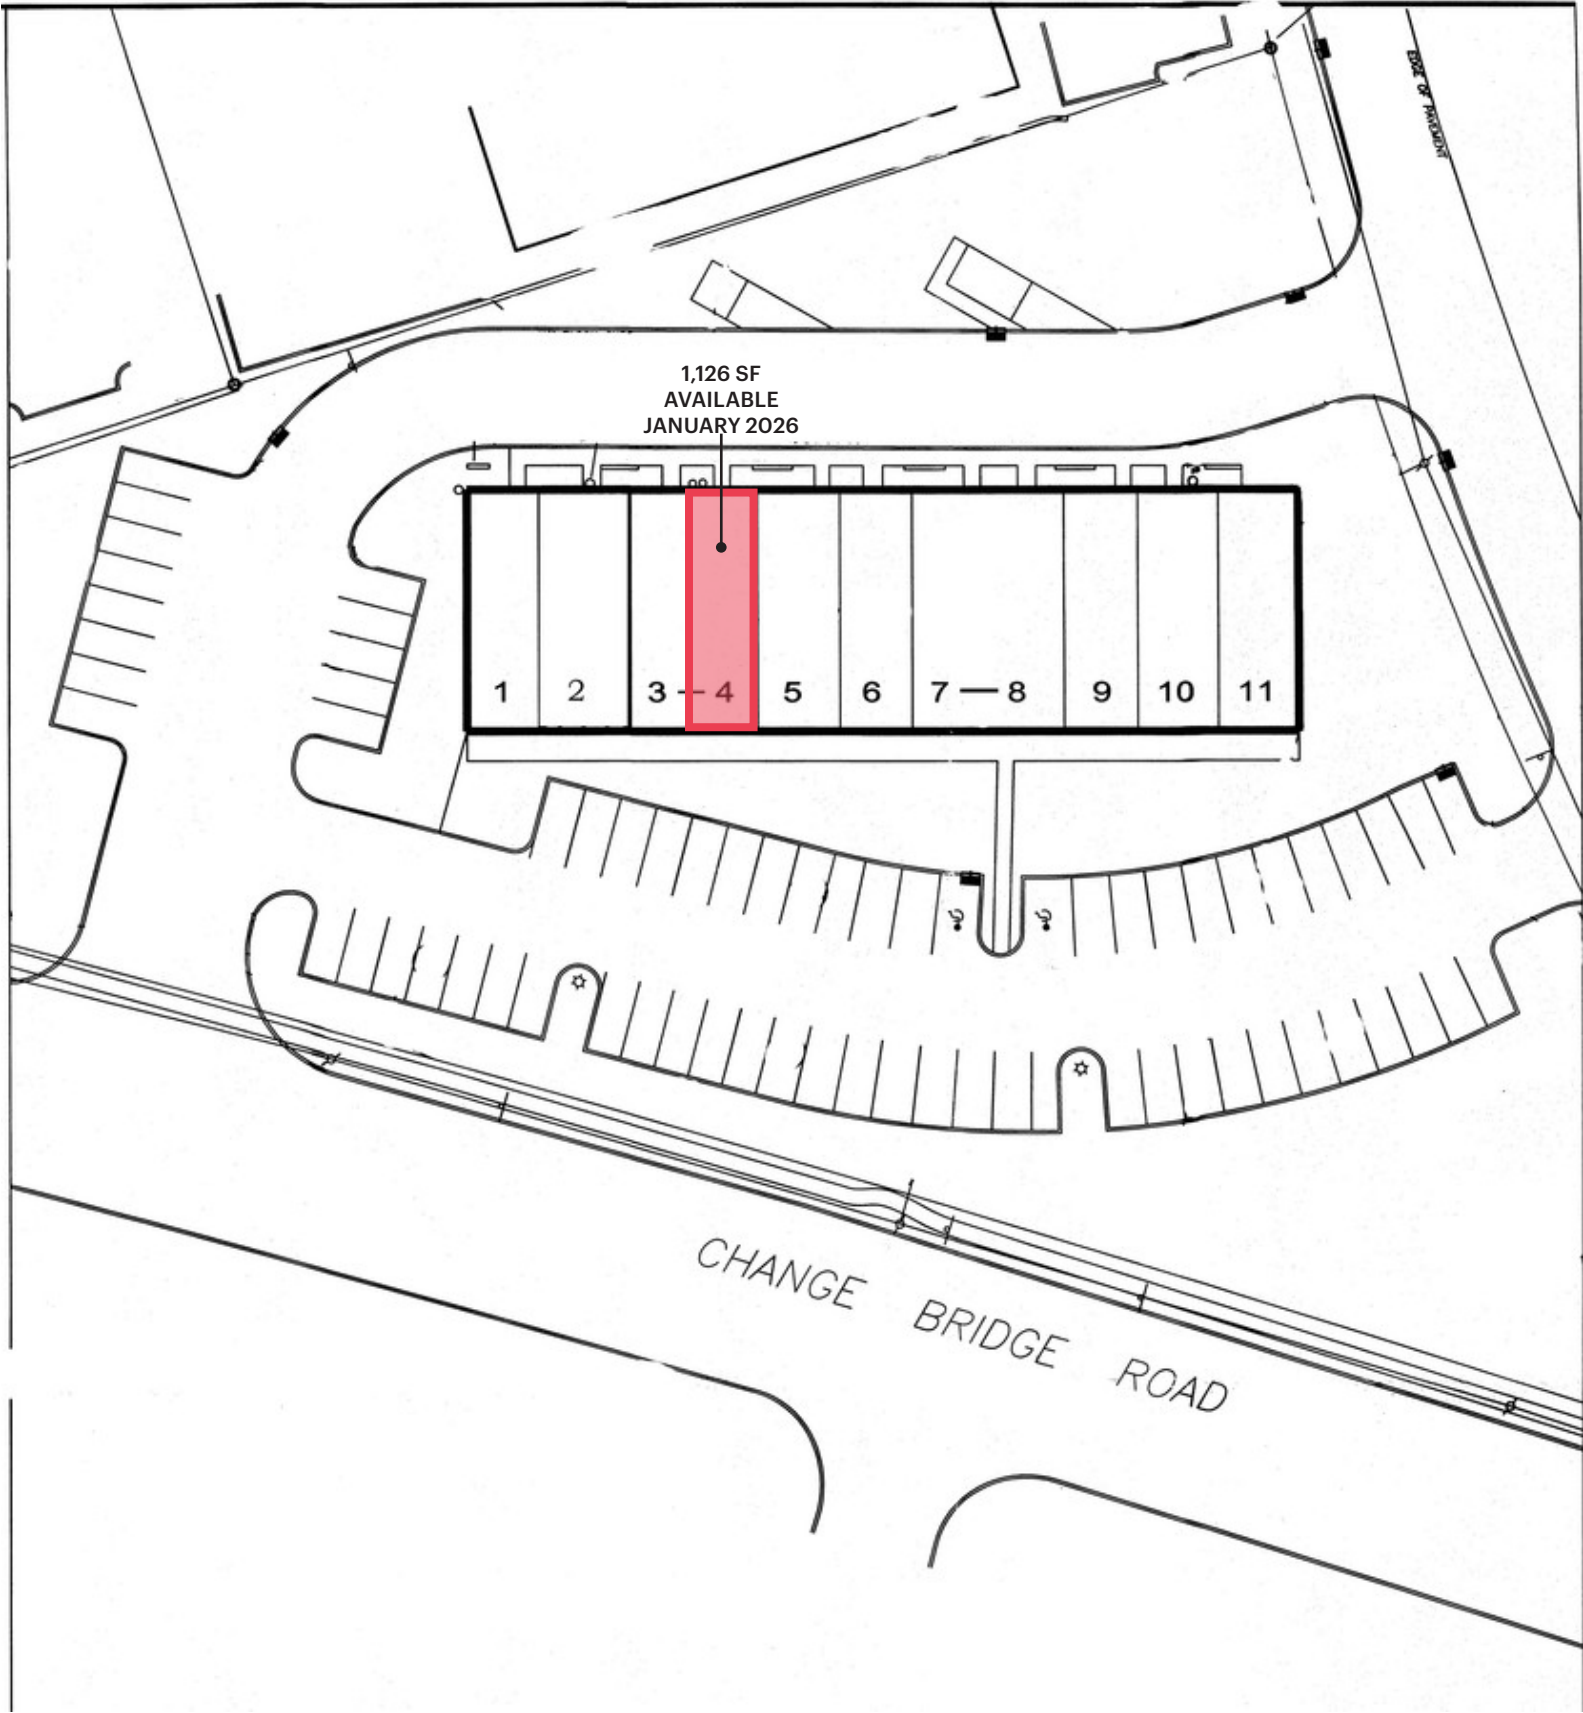 EDGE OF PAVEMENT
1,126 SF
AVAILABLE
JANUARY 2026
1 2 3 — 4 5 6 7 — 8 9 10 11
CHANGE BRIDGE ROAD